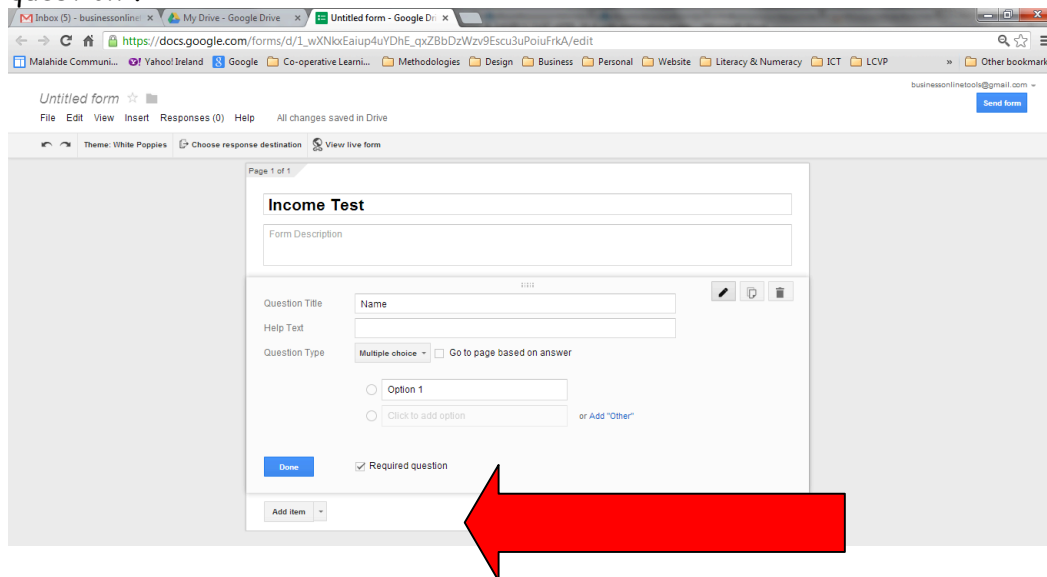 Inbox (5) - businessonline
My Drive - Google Drive
Untitled form - Google Dri
https://docs.google.com/forms/d/1_wXNkxEaiup4uYDhE_qxZBbDzWzv9Escu3uPoiuFrkA/edit
Malahide Communi... Yahoo! Ireland Google Co-operative Learni... Methodologies Design Business Personal Website Literacy & Numeracy ICT LCVP » Other bookmark
businessonlinetools@gmail.com
Untitled form
Send form
File Edit View Insert Responses (0) Help All changes saved in Drive
Theme: White Poppies Choose response destination View live form
Page 1 of 1
Income Test
Form Description
Question Title Name
Help Text
Question Type Multiple choice Go to page based on answer
Option 1
Click to add option or Add "Other"
Done Required question
Add item